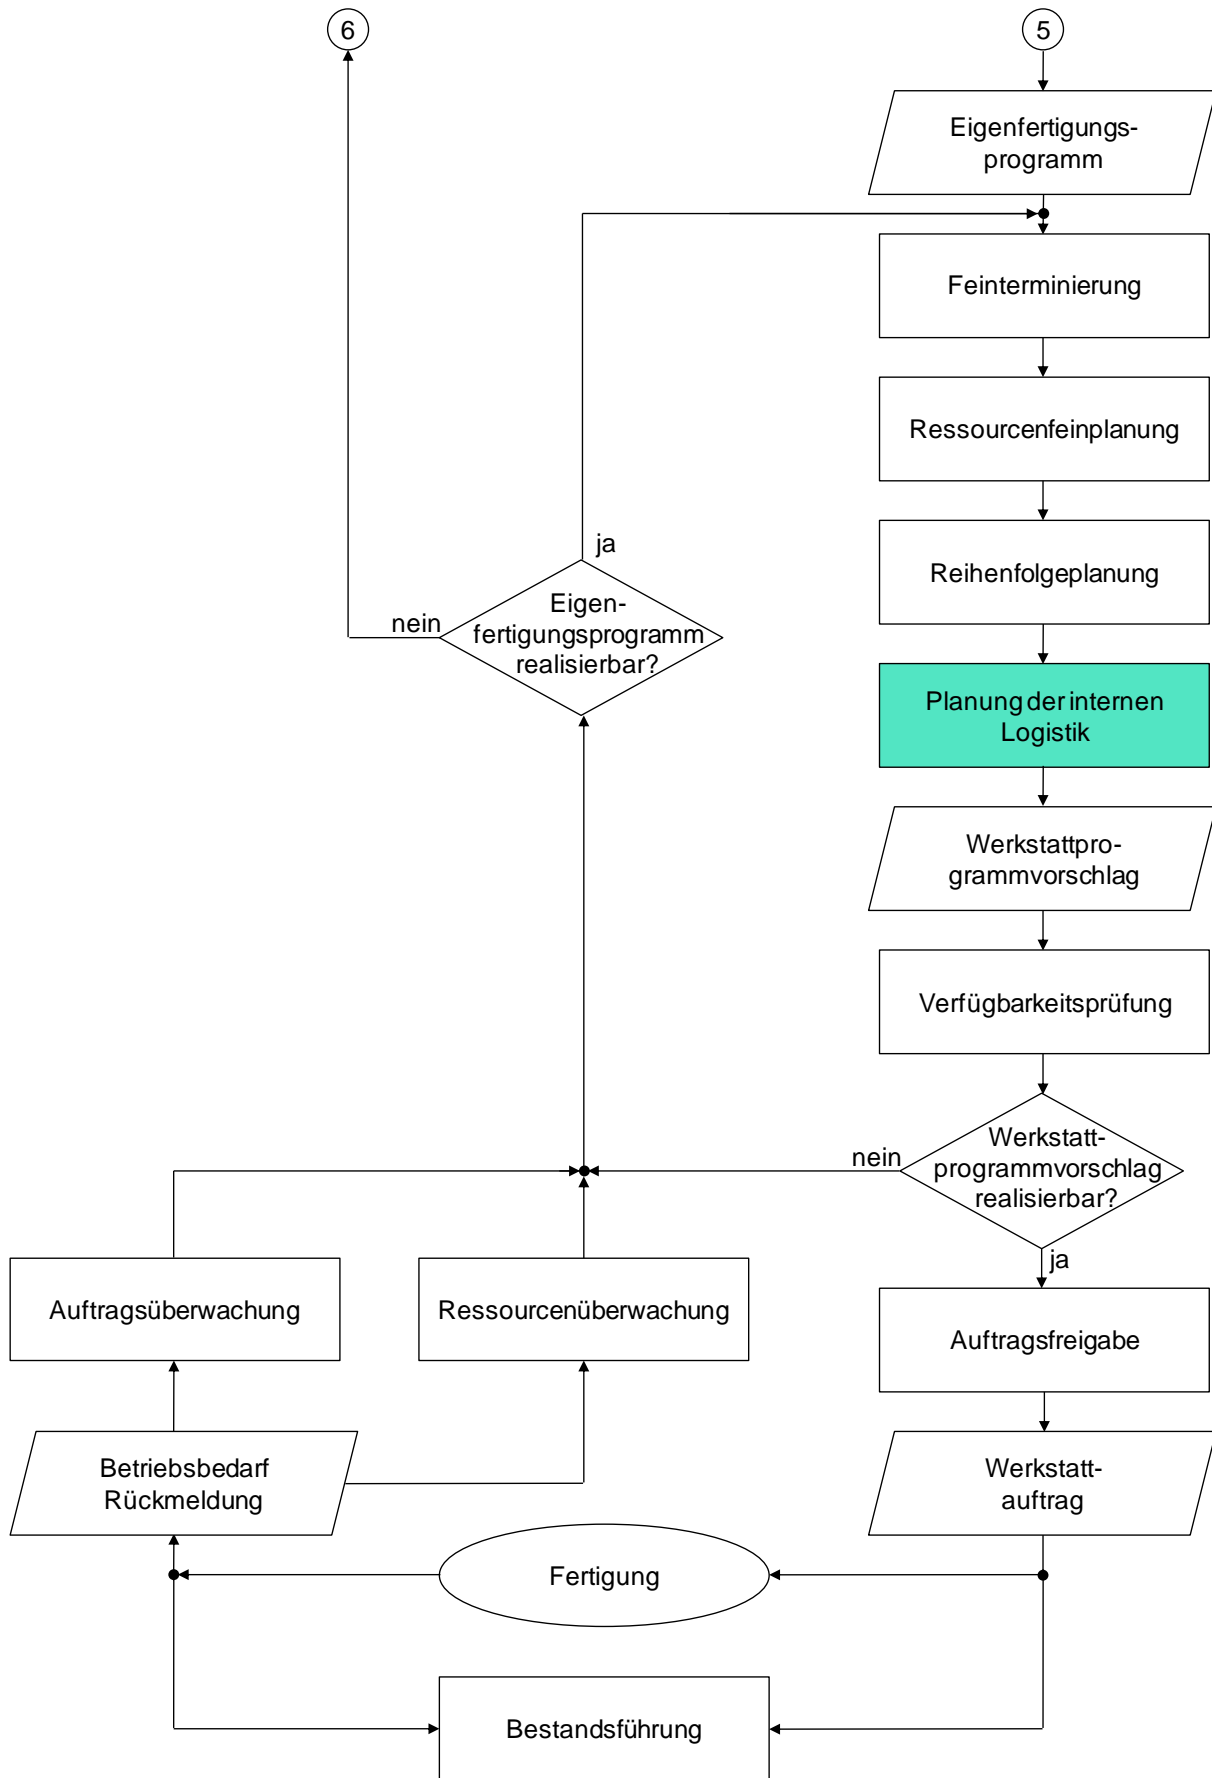 6
5
Eigenfertigungs-
programm
Feinterminierung
Ressourcenfeinplanung
Reihenfolgeplanung
ja
nein
Eigen-
fertigungsprogramm
realisierbar?
Planung der internen
Logistik
Werkstattpro-
grammvorschlag
Verfügbarkeitsprüfung
nein
Werkstatt-
programmvorschlag
realisierbar?
ja
Auftragsüberwachung
Ressourcenüberwachung
Auftragsfreigabe
Betriebsbedarf
Rückmeldung
Werkstatt-
auftrag
Fertigung
Bestandsführung